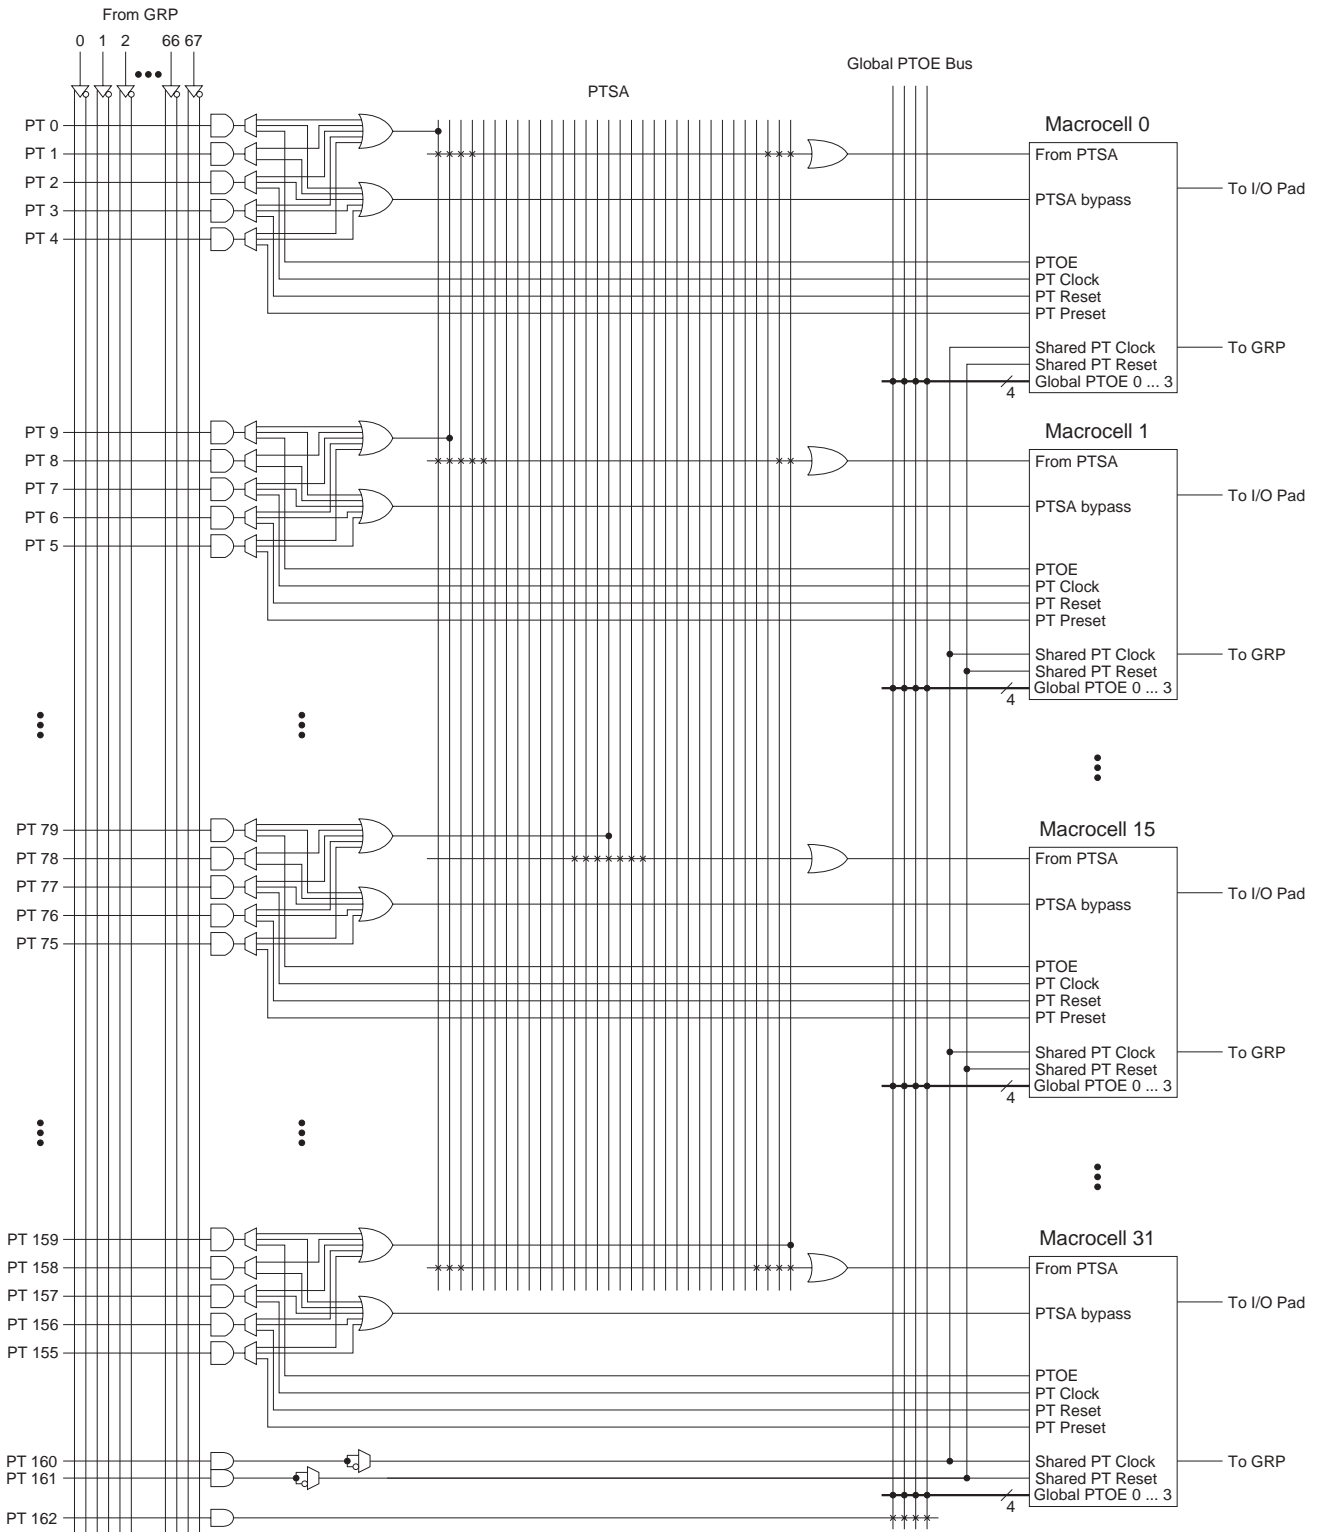 From GRP
0 1 2 66 67
Global PTOE Bus
PTSA
PT 0
PT 1
PT 2
PT 3
PT 4
Macrocell 0
From PTSA
PTSA bypass
PTOE
PT Clock
PT Reset
PT Preset
Shared PT Clock
Shared PT Reset
Global PTOE 0 ... 3
4
To I/O Pad
To GRP
PT 9
PT 8
PT 7
PT 6
PT 5
Macrocell 1
From PTSA
PTSA bypass
PTOE
PT Clock
PT Reset
PT Preset
Shared PT Clock
Shared PT Reset
Global PTOE 0 ... 3
4
To I/O Pad
To GRP
PT 79
PT 78
PT 77
PT 76
PT 75
Macrocell 15
From PTSA
PTSA bypass
PTOE
PT Clock
PT Reset
PT Preset
Shared PT Clock
Shared PT Reset
Global PTOE 0 ... 3
4
To I/O Pad
To GRP
PT 159
PT 158
PT 157
PT 156
PT 155
Macrocell 31
From PTSA
PTSA bypass
PTOE
PT Clock
PT Reset
PT Preset
Shared PT Clock
Shared PT Reset
Global PTOE 0 ... 3
4
To I/O Pad
To GRP
PT 160
PT 161
PT 162